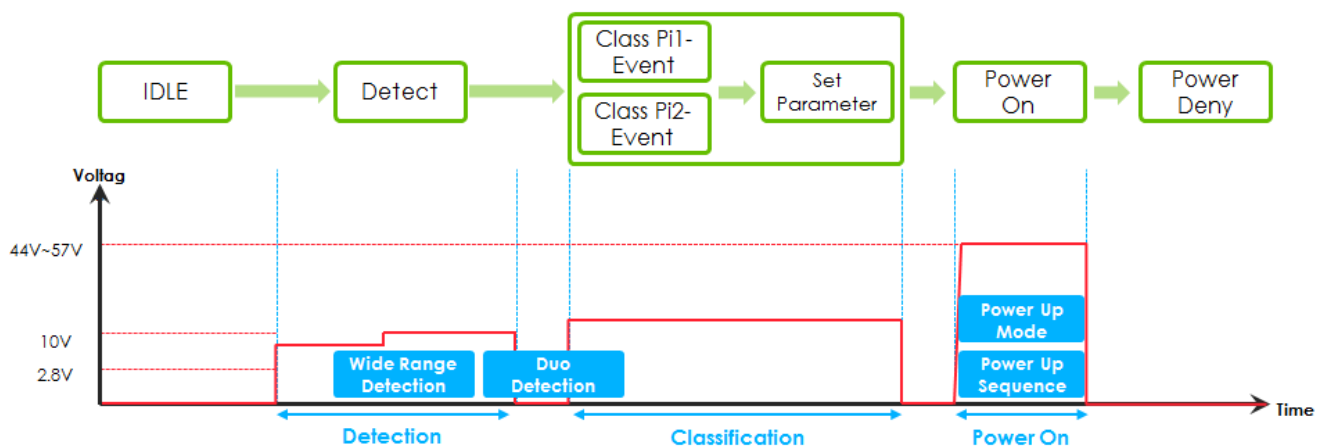 Class Pi1-
Event
IDLE
Detect
Set
Parameter
Power
On
Power
Deny
Class Pi2-
Event
Voltag
44V~57V
10V
2.8V
Power Up
Mode
Wide Range
Detection
Duo
Detection
Power Up
Sequence
Time
Detection
Classification
Power On